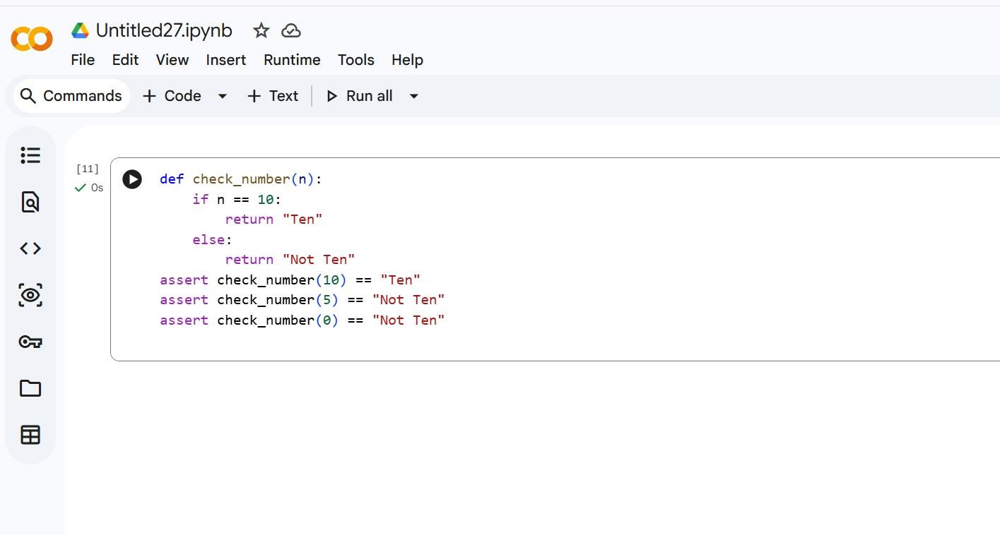 Untitled27.ipynb
File Edit View Insert Runtime Tools Help
Commands + Code + Text Run all
[11]
0s
def check_number(n):
    if n == 10:
        return "Ten"
    else:
        return "Not Ten"
assert check_number(10) == "Ten"
assert check_number(5) == "Not Ten"
assert check_number(0) == "Not Ten"